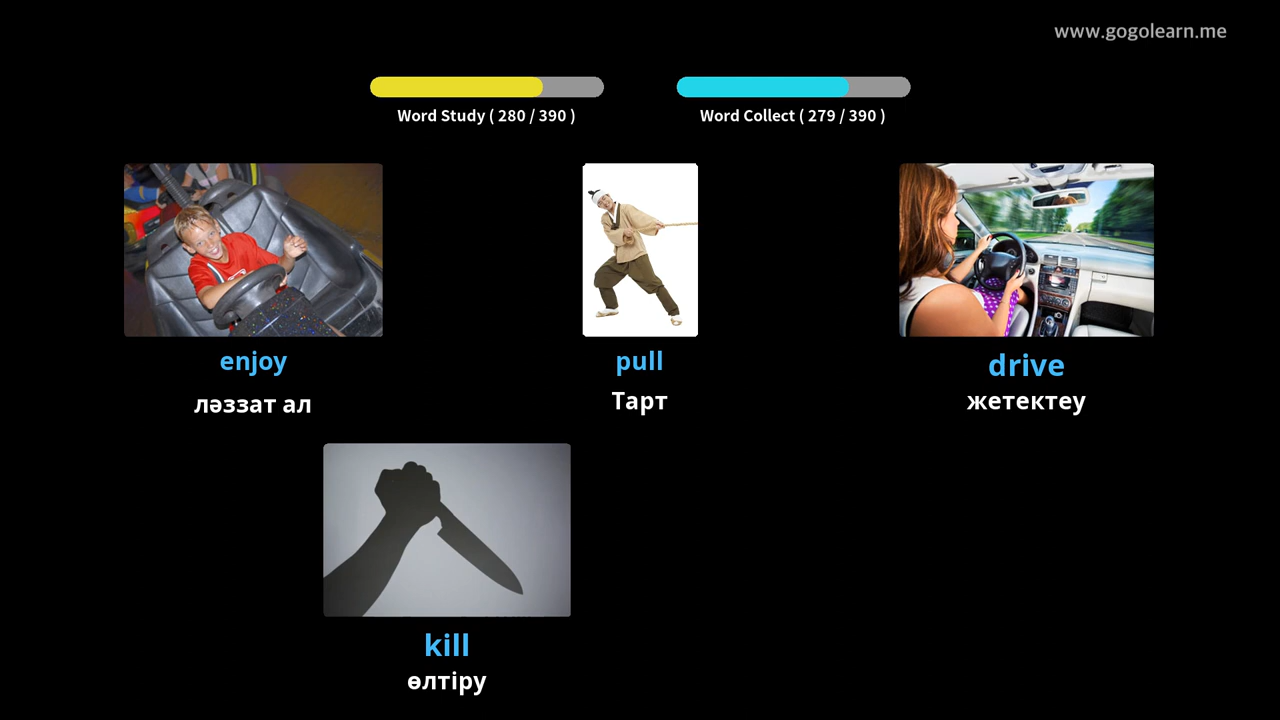 www.gogolearn.me
Word Study ( 280 / 390 )
Word Collect ( 279 / 390 )
enjoy
ләззат ал
pull
Тарт
drive
жетектеу
kill
өлтіру